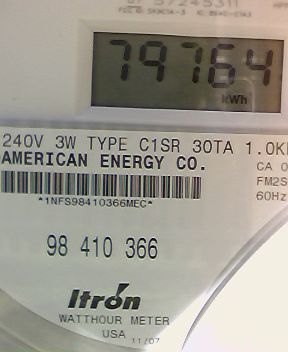 79764
kWh
240V 3W TYPE C1SR 30TA 1.0K
AMERICAN ENERGY CO.
CA 0
*1NFS98410366MEC*
FM2S
60Hz
98 410 366
Itron
WATTHOUR METER
USA 11/07